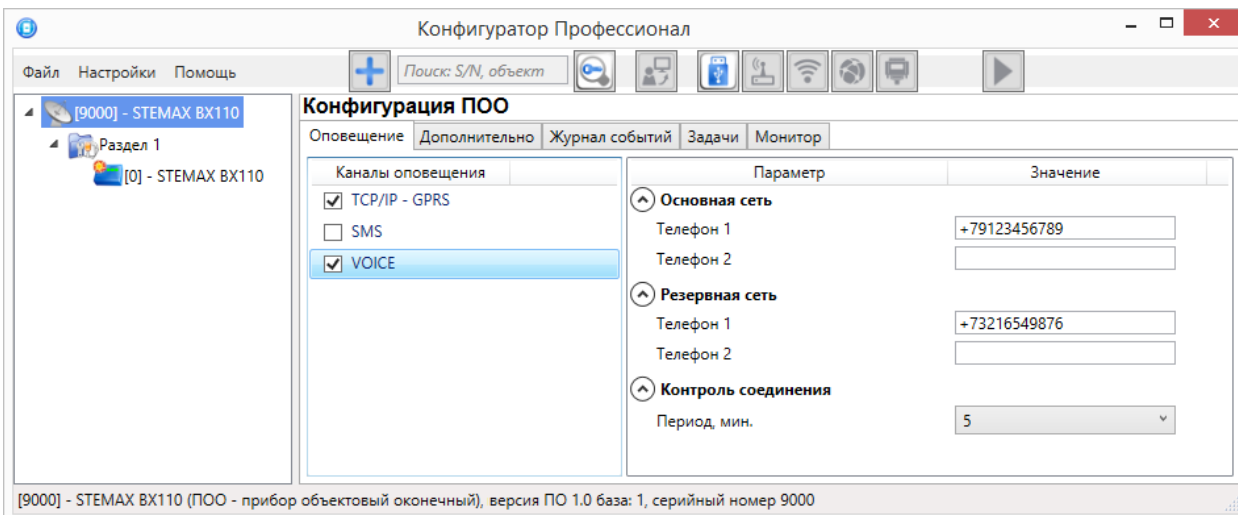 Конфигуратор Профессионал
Файл Настройки Помощь Поиск: S/N, объект
[9000] - STEMAX BX110
Раздел 1
[0] - STEMAX BX110
Конфигурация ПОО
Оповещение Дополнительно Журнал событий Задачи Монитор
Каналы оповещения
TCP/IP - GPRS
SMS
VOICE
Параметр Значение
Основная сеть
Телефон 1 +79123456789
Телефон 2
Резервная сеть
Телефон 1 +73216549876
Телефон 2
Контроль соединения
Период, мин. 5
[9000] - STEMAX BX110 (ПОО - прибор объектовый оконечный), версия ПО 1.0 база: 1, серийный номер 9000